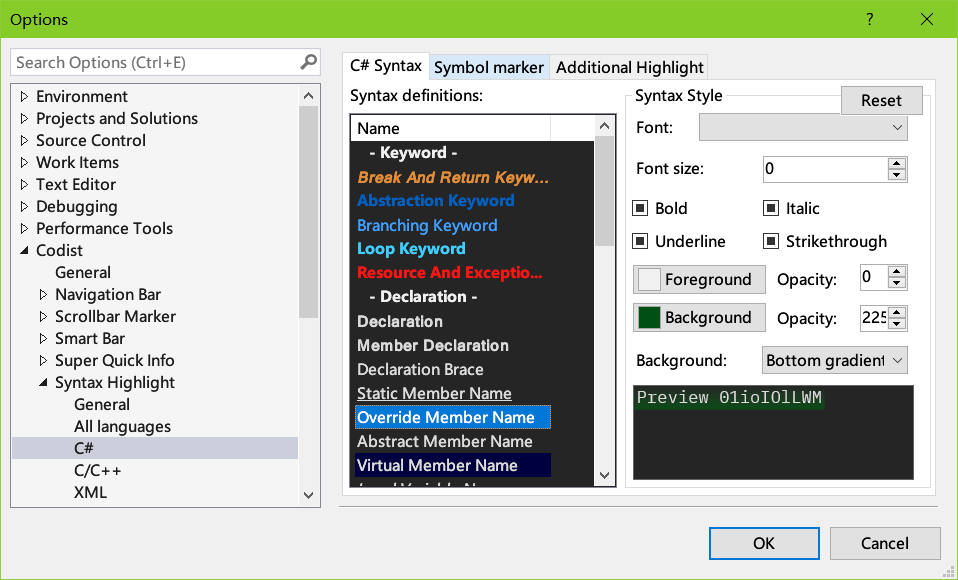 Options
?
Search Options (Ctrl+E)
Environment
Projects and Solutions
Source Control
Work Items
Text Editor
Debugging
Performance Tools
Codist
General
Navigation Bar
Scrollbar Marker
Smart Bar
Super Quick Info
Syntax Highlight
General
All languages
C#
C/C++
XML
C# Syntax
Symbol marker
Additional Highlight
Syntax definitions:
Name
- Keyword -
Break And Return Keyw...
Abstraction Keyword
Branching Keyword
Loop Keyword
Resource And Exceptio...
- Declaration -
Declaration
Member Declaration
Declaration Brace
Static Member Name
Override Member Name
Abstract Member Name
Virtual Member Name
Syntax Style
Reset
Font:
Font size:
0
Bold
Italic
Underline
Strikethrough
Foreground
Opacity:
0
Background
Opacity:
225
Background:
Bottom gradient
Preview 01ioIOlLWM
OK
Cancel